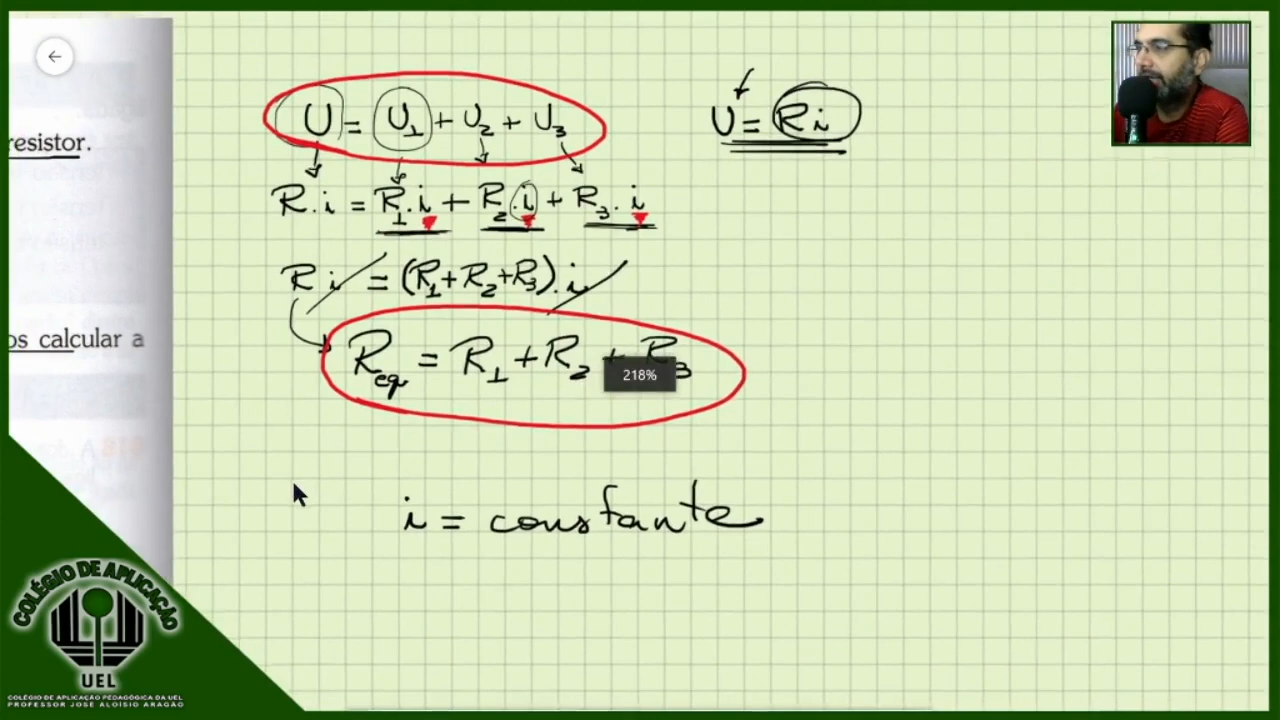 resistor.
os calcular a
U = U1 + U2 + U3
U = Ri
R.i = R1.i + R2.i + R3.i
R i = (R1+R2+R3).i
Req = R1 + R2 + R3
218%
i = constante
COLÉGIO DE APLICAÇÃO
UEL
COLÉGIO DE APLICAÇÃO PEDAGÓGICA DA UEL
PROFESSOR JOSÉ ALOÍSIO ARAGÃO